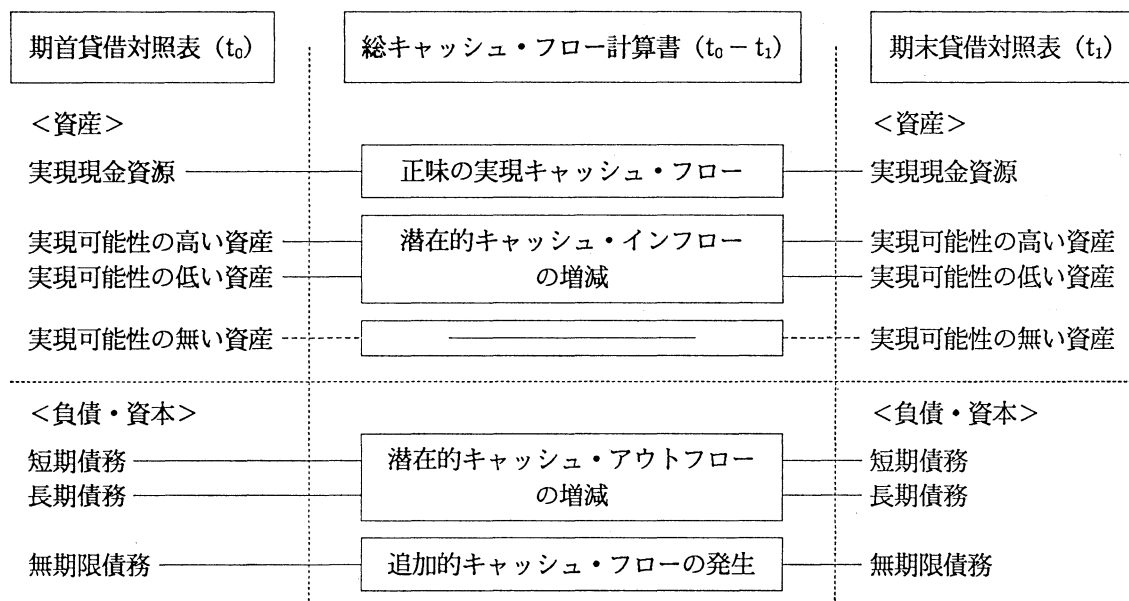 期首貸借対照表（t₀）
総キャッシュ・フロー計算書（t₀－t₁）
期末貸借対照表（t₁）
＜資産＞
＜資産＞
実現現金資源
正味の実現キャッシュ・フロー
実現現金資源
実現可能性の高い資産
実現可能性の低い資産
潜在的キャッシュ・インフロー
の増減
実現可能性の高い資産
実現可能性の低い資産
実現可能性の無い資産
実現可能性の無い資産
＜負債・資本＞
＜負債・資本＞
短期債務
長期債務
潜在的キャッシュ・アウトフロー
の増減
短期債務
長期債務
無期限債務
追加的キャッシュ・フローの発生
無期限債務